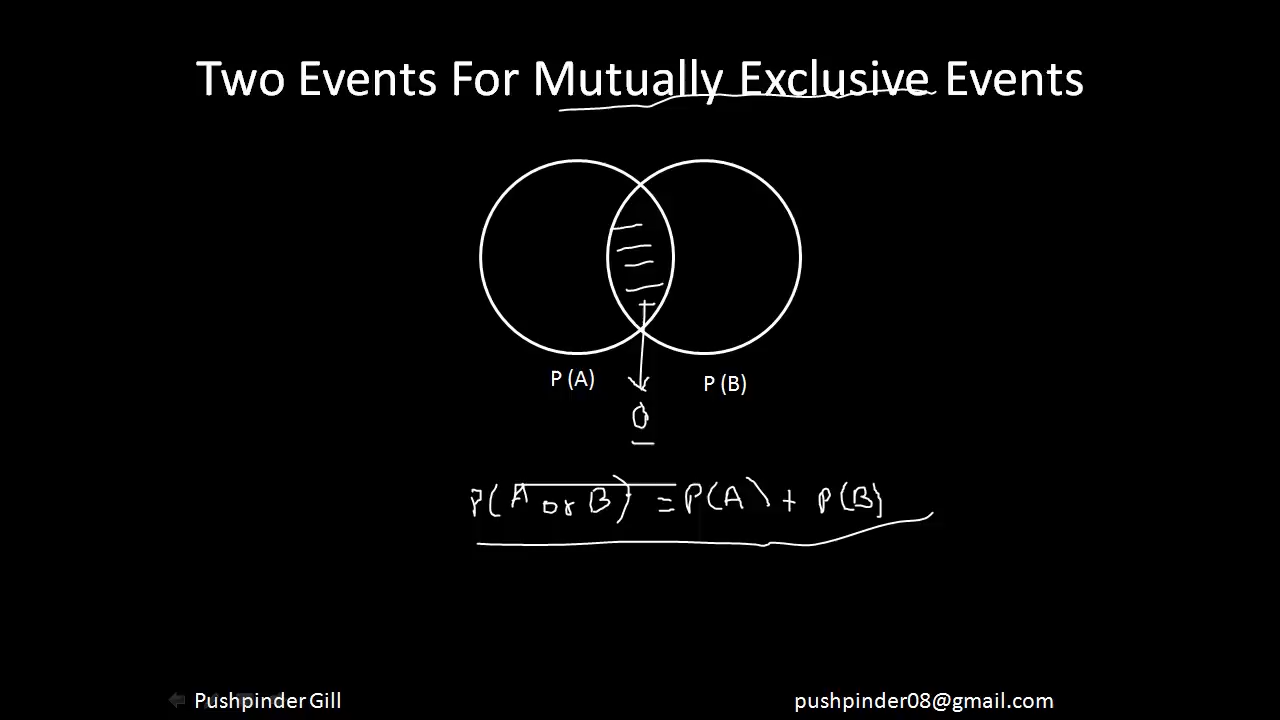 Two Events For Mutually Exclusive Events
P (A)
P (B)
0
P(A or B) = P(A) + P(B)
Pushpinder Gill
pushpinder08@gmail.com